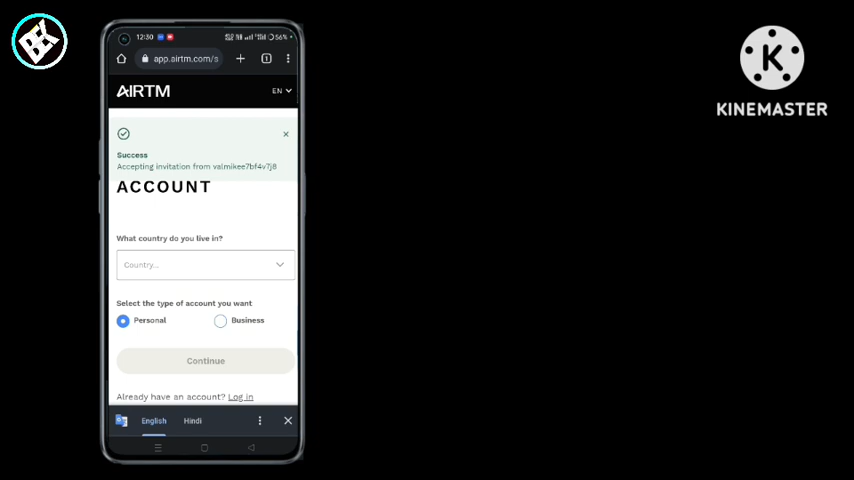 BEK
KINEMASTER
12:30
56%
app.airtm.com/s
1
AIRTM
EN
Success
Accepting invitation from valmikee7bf4v7j8
ACCOUNT
What country do you live in?
Country...
Select the type of account you want
Personal
Business
Continue
Already have an account? Log in
English
Hindi